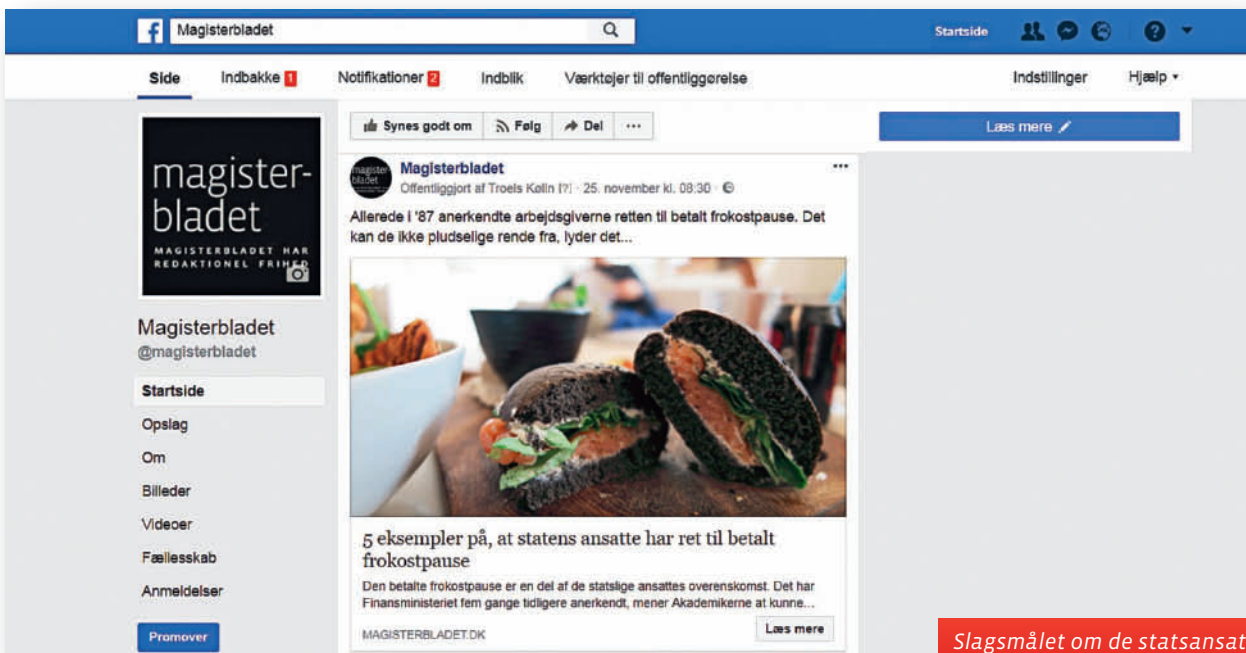 Magisterbladet
Startside
Side Indbakke 1 Notifikationer 2 Indblik Værktøjer til offentliggørelse Indstillinger Hjælp
magister-
bladet
MAGISTERBLADET HAR
REDAKTIONEL FRIHED
Magisterbladet
@magisterbladet
Startside
Opslag
Om
Billeder
Videoer
Fællesskab
Anmeldelser
Promover
Synes godt om Følg Del ...
Læs mere
magister-
bladet
Magisterbladet
Offentliggjort af Troels Kølln [?] · 25. november kl. 08:30 ·
Allerede i '87 anerkendte arbejdsgiverne retten til betalt frokostpause. Det
kan de ikke pludselige rende fra, lyder det...
5 eksempler på, at statens ansatte har ret til betalt
frokostpause
Den betalte frokostpause er en del af de statslige ansattes overenskomst. Det har
Finansministeriet fem gange tidligere anerkendt, mener Akademikerne at kunne...
MAGISTERBLADET.DK
Læs mere
Slagsmålet om de statsansat